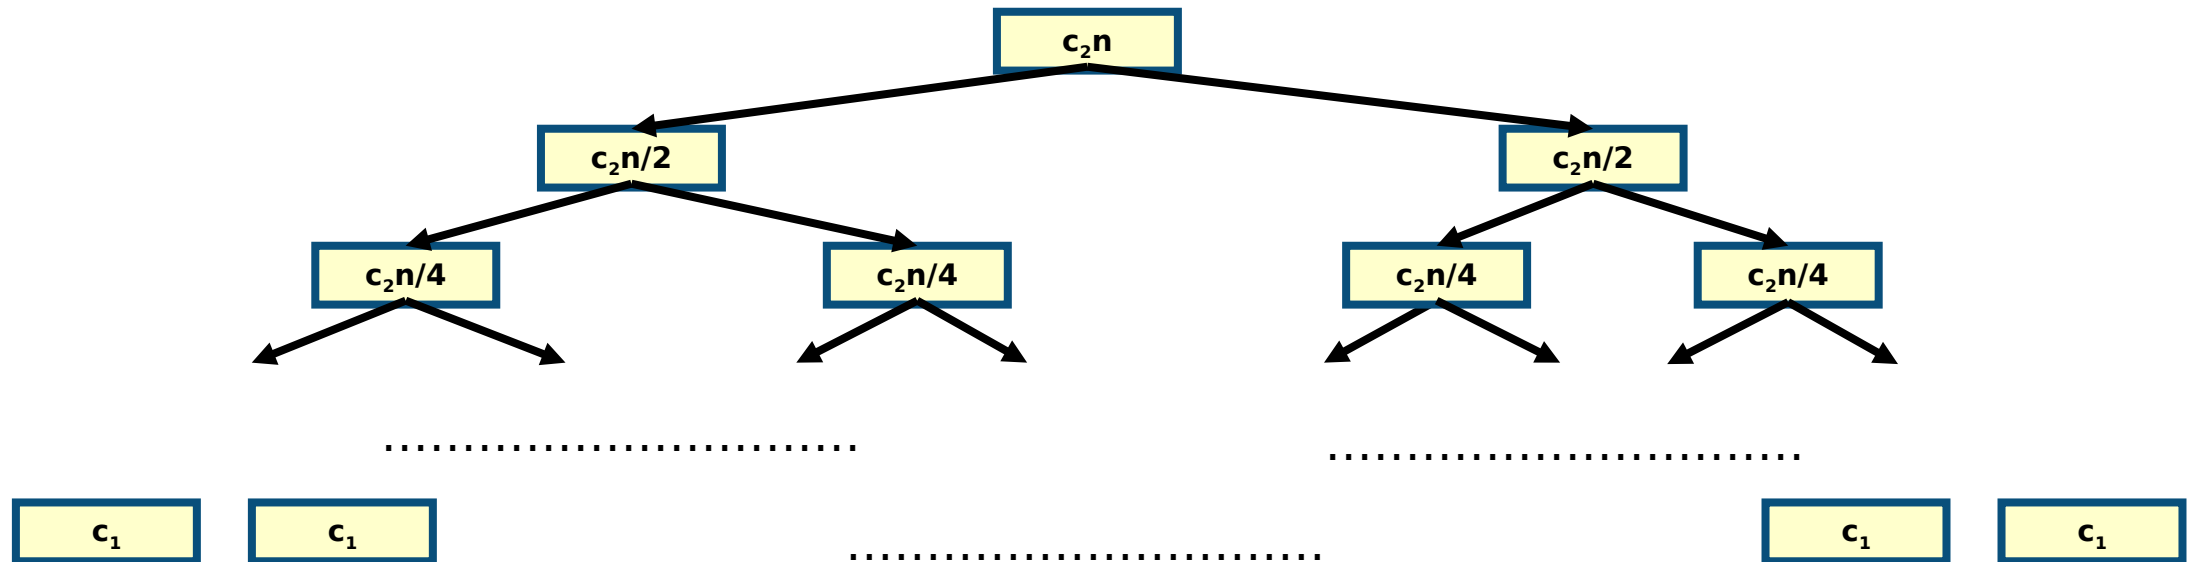 c₂n
c₂n/2 c₂n/2
c₂n/4 c₂n/4 c₂n/4 c₂n/4
..............................
..............................
c₁ c₁ c₁ c₁
..............................